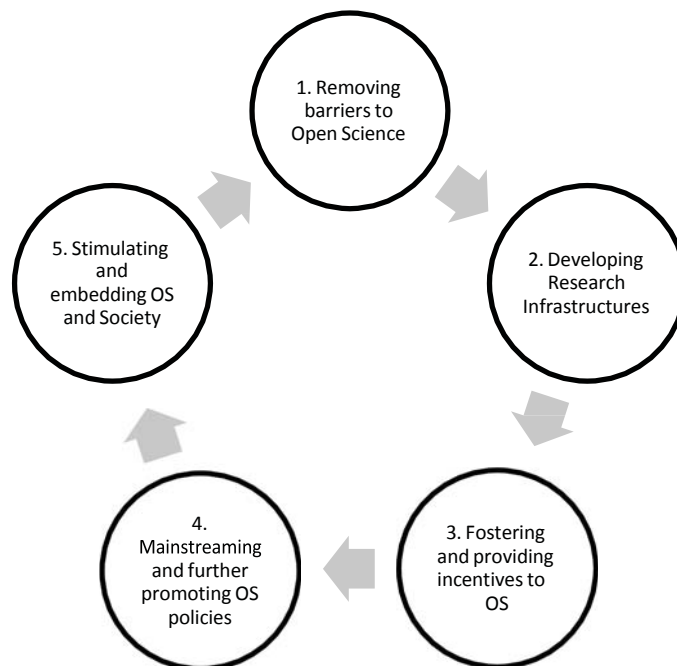 1. Removing
barriers to
Open Science
2. Developing
Research
Infrastructures
3. Fostering
and providing
incentives to
OS
4.
Mainstreaming
and further
promoting OS
policies
5. Stimulating
and
embedding OS
and Society